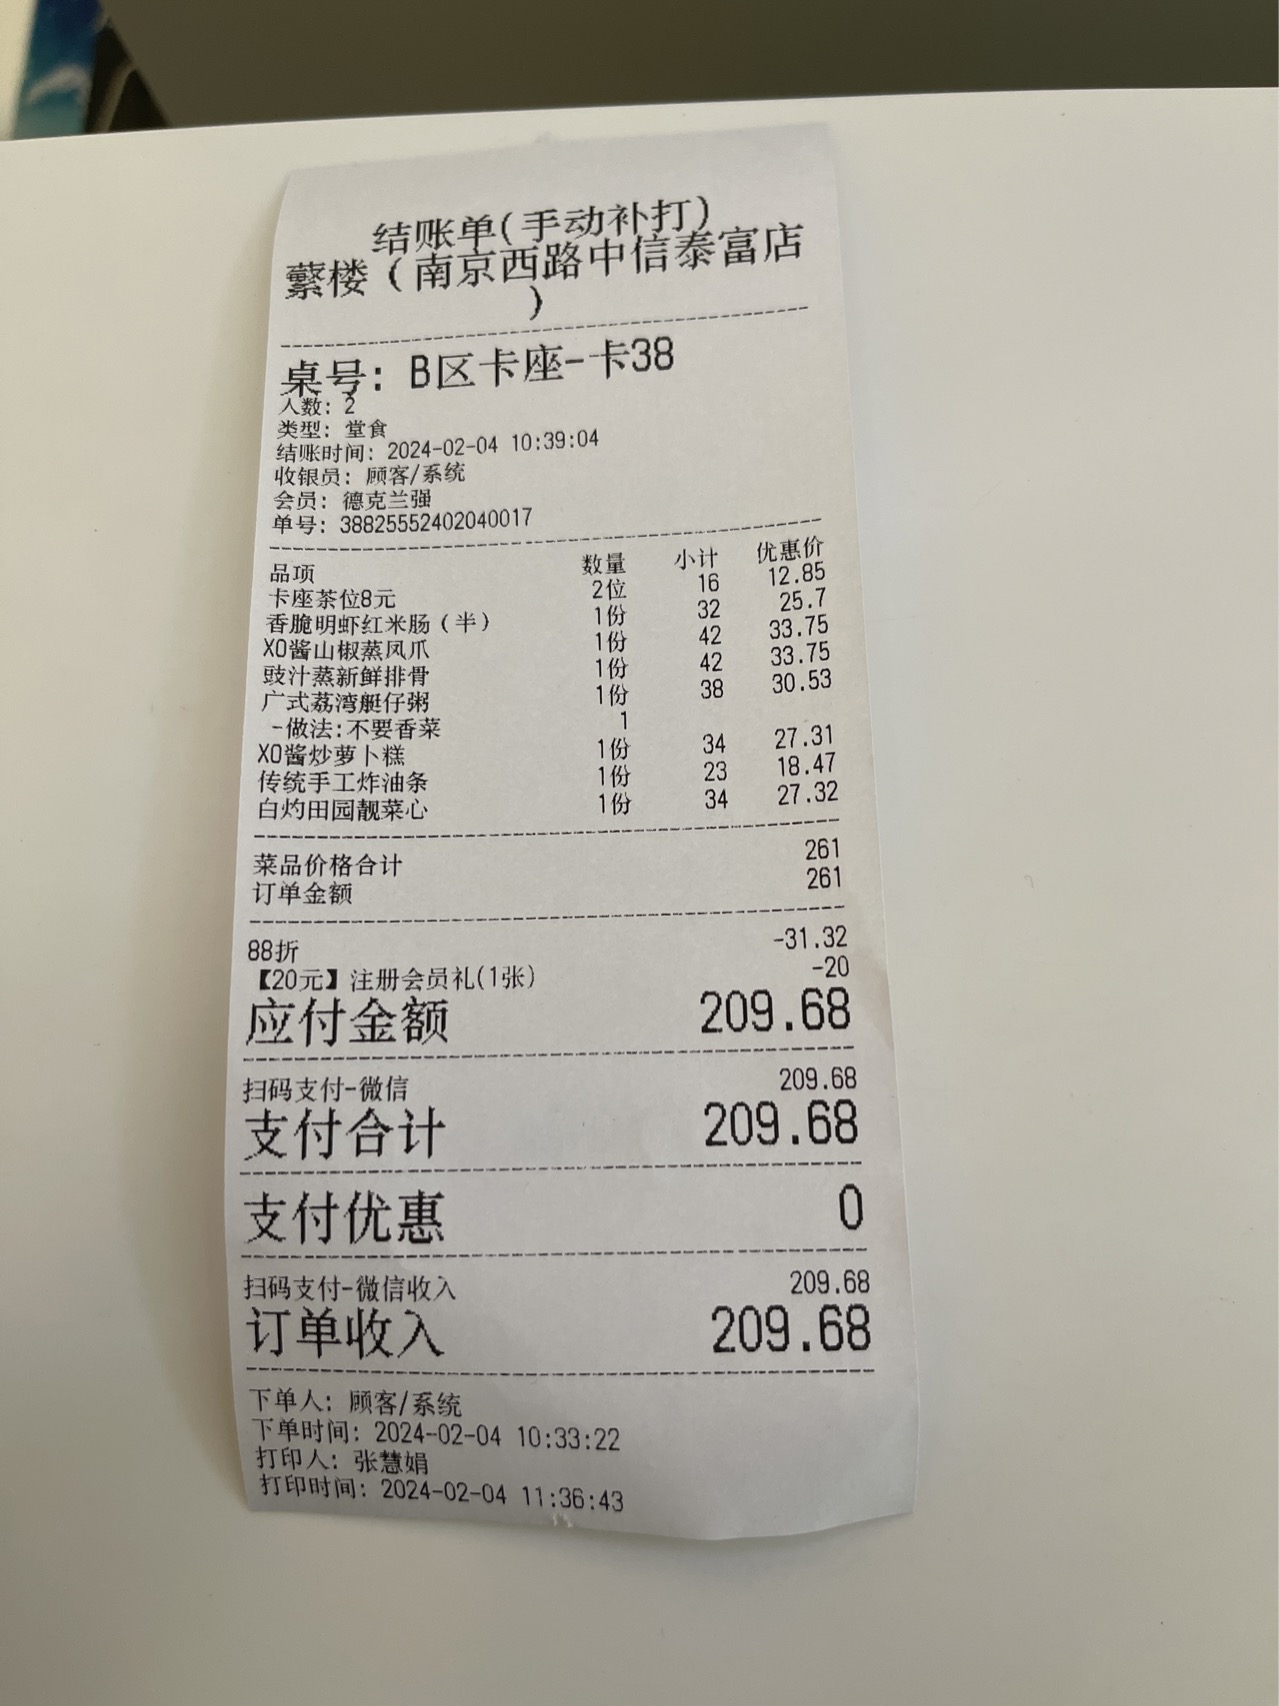 结账单(手动补打)
蘩楼(南京西路中信泰富店
)
桌号: B区卡座-卡38
人数: 2
类型: 堂食
结账时间: 2024-02-04 10:39:04
收银员: 顾客/系统
会员: 德克兰强
单号: 38825552402040017
品项 数量 小计 优惠价
卡座茶位8元 2位 16 12.85
香脆明虾红米肠(半) 1份 32 25.7
XO酱山椒蒸凤爪 1份 42 33.75
豉汁蒸新鲜排骨 1份 42 33.75
广式荔湾艇仔粥 1份 38 30.53
-做法:不要香菜 1
XO酱炒萝卜糕 1份 34 27.31
传统手工炸油条 1份 23 18.47
白灼田园靓菜心 1份 34 27.32
菜品价格合计 261
订单金额 261
88折 -31.32
【20元】注册会员礼(1张) -20
应付金额 209.68
扫码支付-微信 209.68
支付合计 209.68
支付优惠 0
扫码支付-微信收入 209.68
订单收入 209.68
下单人: 顾客/系统
下单时间: 2024-02-04 10:33:22
打印人: 张慧娟
打印时间: 2024-02-04 11:36:43